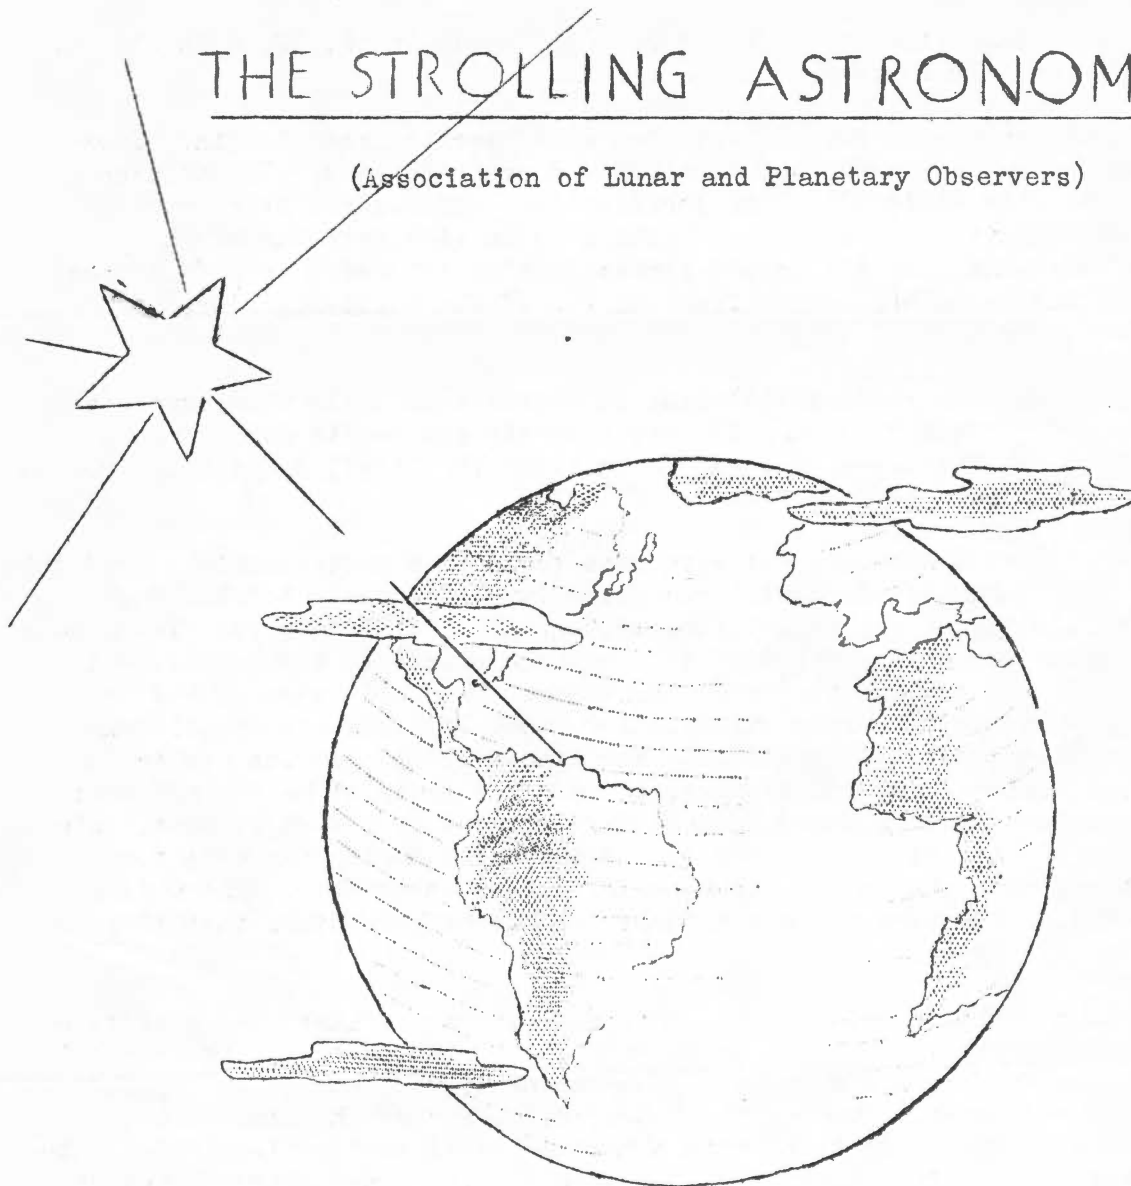 THE STROLLING ASTRONOM
(Association of Lunar and Planetary Observers)